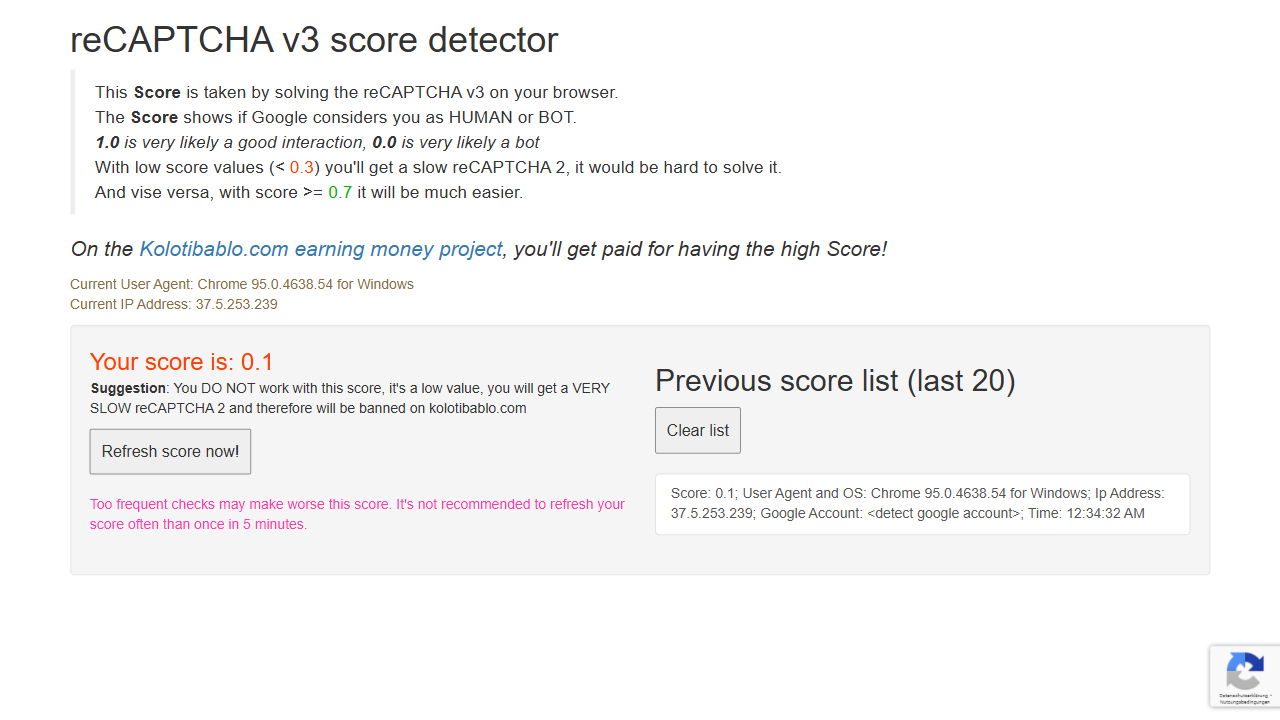 reCAPTCHA v3 score detector
This Score is taken by solving the reCAPTCHA v3 on your browser.
The Score shows if Google considers you as HUMAN or BOT.
1.0 is very likely a good interaction, 0.0 is very likely a bot
With low score values (< 0.3) you'll get a slow reCAPTCHA 2, it would be hard to solve it.
And vise versa, with score >= 0.7 it will be much easier.
On the Kolotibablo.com earning money project, you'll get paid for having the high Score!
Current User Agent: Chrome 95.0.4638.54 for Windows
Current IP Address: 37.5.253.239
Your score is: 0.1
Suggestion: You DO NOT work with this score, it's a low value, you will get a VERY
SLOW reCAPTCHA 2 and therefore will be banned on kolotibablo.com
Refresh score now!
Too frequent checks may make worse this score. It's not recommended to refresh your
score often than once in 5 minutes.
Previous score list (last 20)
Clear list
Score: 0.1; User Agent and OS: Chrome 95.0.4638.54 for Windows; Ip Address:
37.5.253.239; Google Account: <detect google account>; Time: 12:34:32 AM
Datenschutzerklärung -
Nutzungsbedingungen